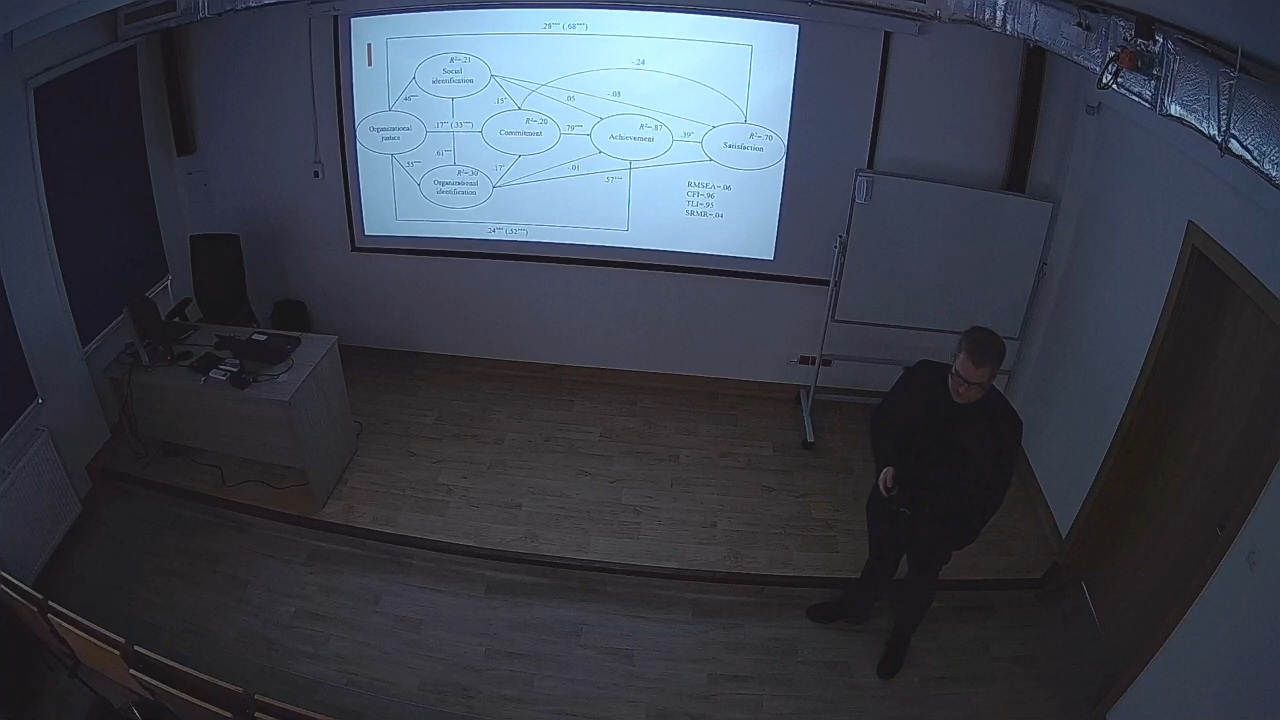 .28*** (.68***)
R²=.21
Social
identification
-.24
.46***
.15*
.05
-.08
Organizational
justice
.17** (.33***)
R²=.20
Commitment
.79***
R²=.87
Achievement
.39*
R²=.70
Satisfaction
.61***
.55***
R²=.30
Organizational
identification
.17*
-.01
.57***
RMSEA=.06
CFI=.96
TLI=.95
SRMR=.04
.24*** (.52***)